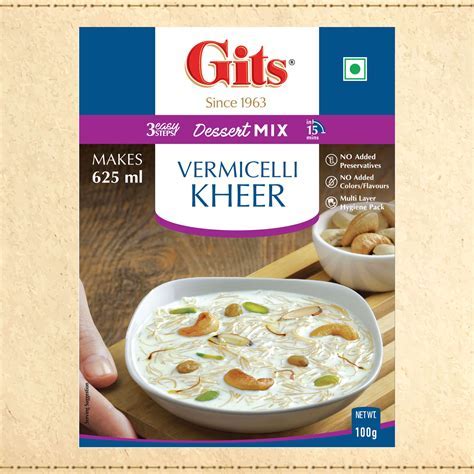 Gits®
Since 1963
3 easy STEPS! Dessert MIX in 15 mins
MAKES
625 ml
VERMICELLI
KHEER
NO Added
Preservatives
NO Added
Colors/Flavours
Multi Layer
Hygiene Pack
Serving Suggestion
NET WT.
100g